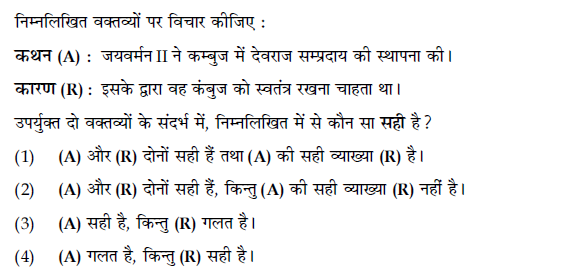 निम्नलिखित वक्तव्यों पर विचार कीजिए :
कथन (A) : जयवर्मन II ने कम्बुज में देवराज सम्प्रदाय की स्थापना की।
कारण (R) : इसके द्वारा वह कंबुज को स्वतंत्र रखना चाहता था।
उपर्युक्त दो वक्तव्यों के संदर्भ में, निम्नलिखित में से कौन सा सही है ?
(1) (A) और (R) दोनों सही हैं तथा (A) की सही व्याख्या (R) है।
(2) (A) और (R) दोनों सही हैं, किन्तु (A) की सही व्याख्या (R) नहीं है।
(3) (A) सही है, किन्तु (R) गलत है।
(4) (A) गलत है, किन्तु (R) सही है।